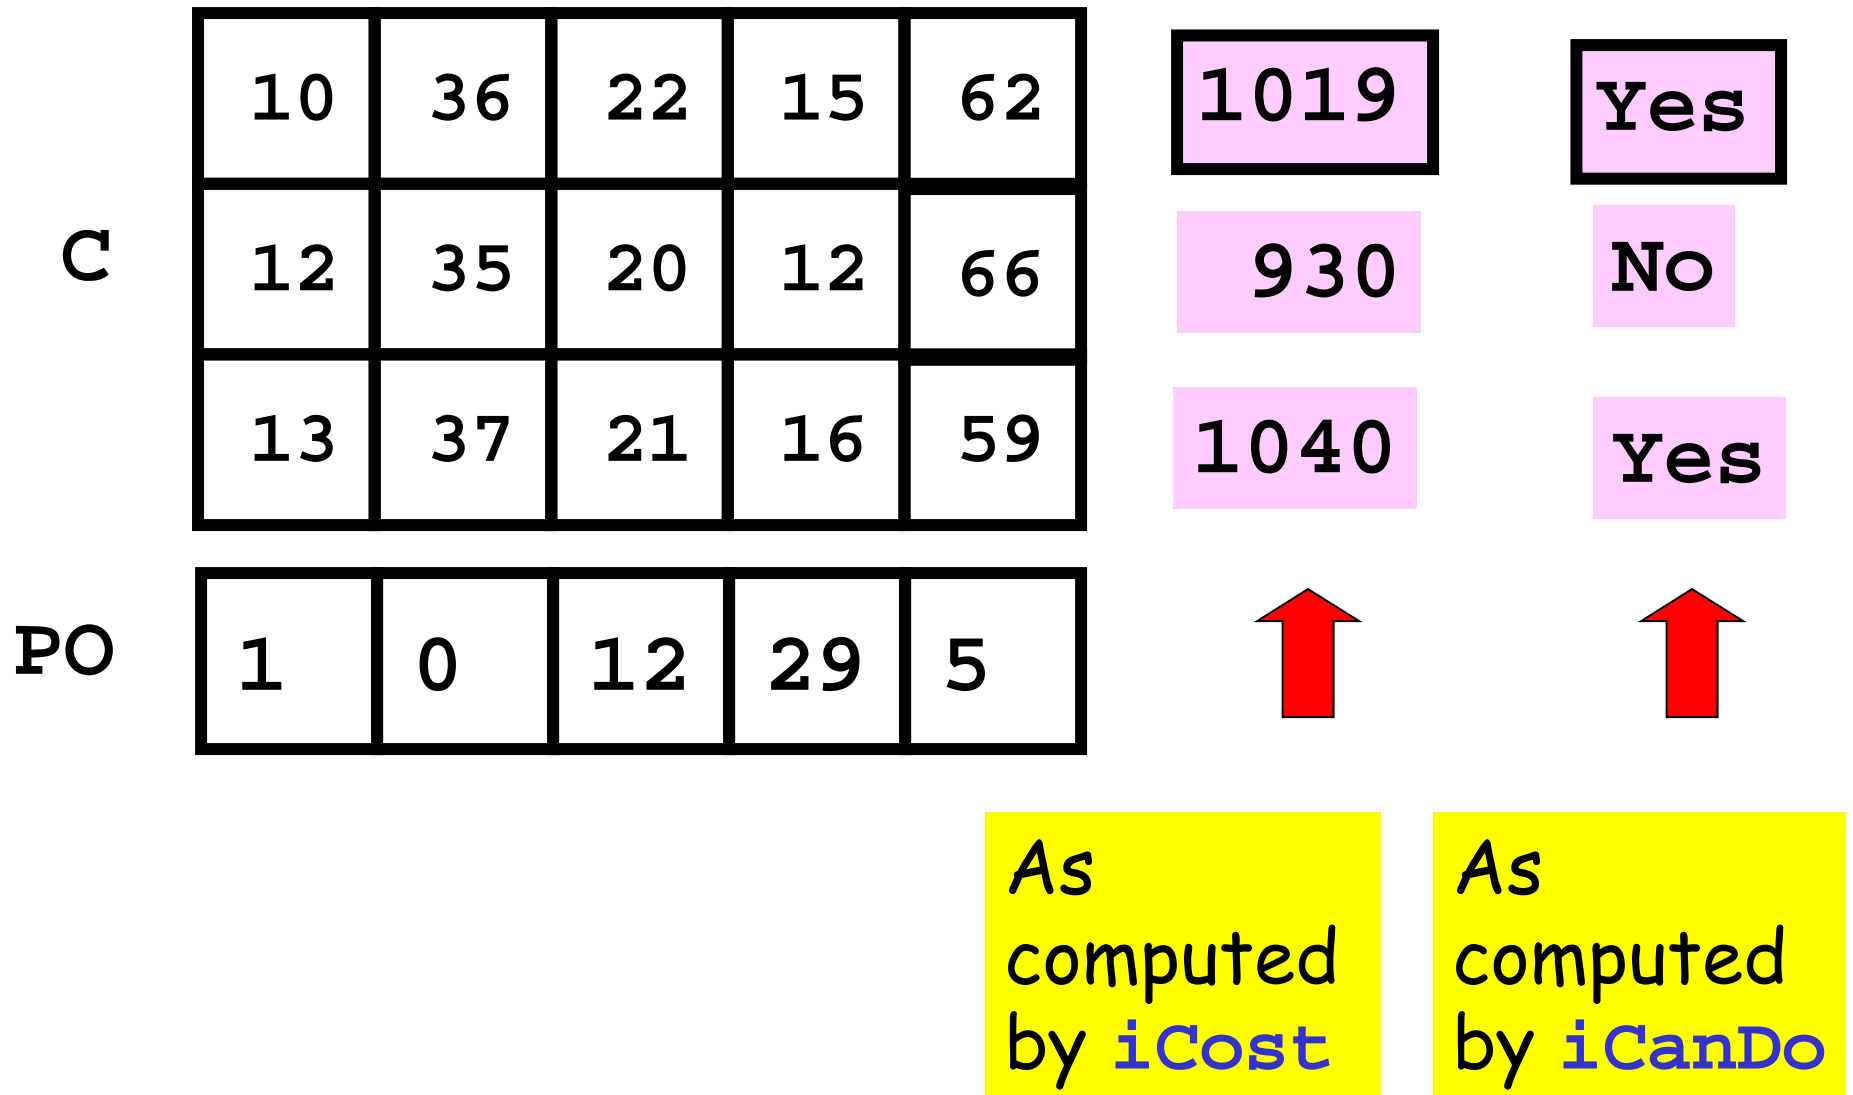 10 36 22 15 62 1019 Yes
C 12 35 20 12 66 930 No
13 37 21 16 59 1040 Yes
PO 1 0 12 29 5
As
computed
by iCost
As
computed
by iCanDo